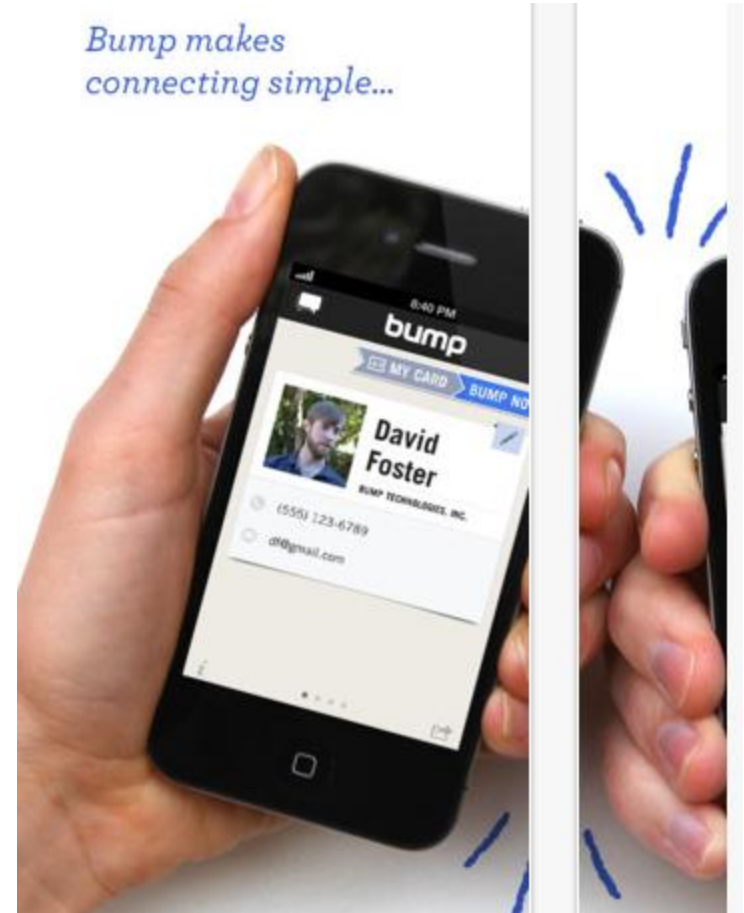 Bump makes
connecting simple...
8:40 PM
bump
MY CARD
BUMP NO
David
Foster
BUMP TECHNOLOGIES, INC.
(555) 123-6789
df@gmail.com
i